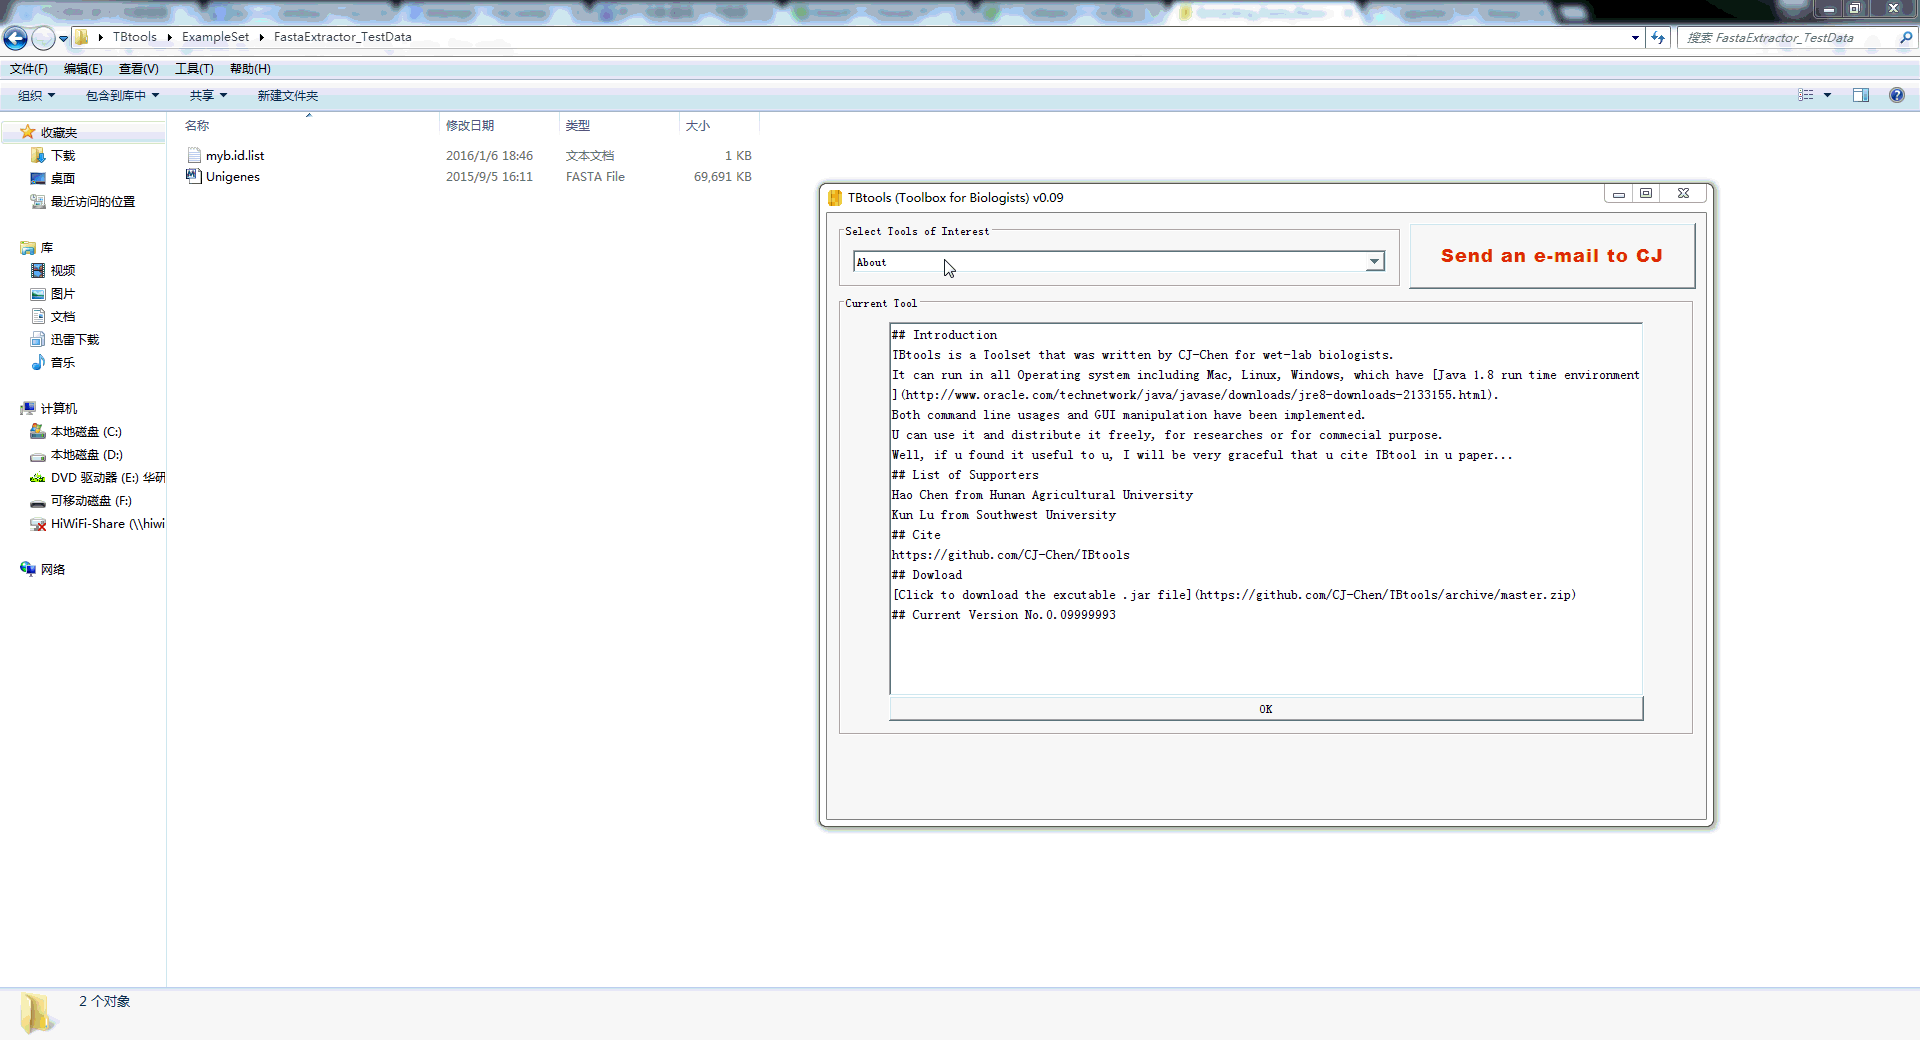 TBtools ExampleSet FastaExtractor_TestData
搜索 FastaExtractor_TestData
文件(F) 编辑(E) 查看(V) 工具(T) 帮助(H)
组织 包含到库中 共享 新建文件夹
收藏夹
下载
桌面
最近访问的位置
库
视频
图片
文档
迅雷下载
音乐
计算机
本地磁盘 (C:)
本地磁盘 (D:)
DVD 驱动器 (E:) 华研
可移动磁盘 (F:)
HiWiFi-Share (\\hiwi
网络
名称 修改日期 类型 大小
myb.id.list 2016/1/6 18:46 文本文档 1 KB
Unigenes 2015/9/5 16:11 FASTA File 69,691 KB
TBtools (Toolbox for Biologists) v0.09
Select Tools of Interest
About
Send an e-mail to CJ
Current Tool
## Introduction
TBtools is a Toolset that was written by CJ-Chen for wet-lab biologists.
It can run in all Operating system including Mac, Linux, Windows, which have [Java 1.8 run time environment
](http://www.oracle.com/technetwork/java/javase/downloads/jre8-downloads-2133155.html).
Both command line usages and GUI manipulation have been implemented.
U can use it and distribute it freely, for researches or for commecial purpose.
Well, if u found it useful to u, I will be very graceful that u cite TBtool in u paper...
## List of Supporters
Hao Chen from Hunan Agricultural University
Kun Lu from Southwest University
## Cite
https://github.com/CJ-Chen/TBtools
## Dowload
[Click to download the excutable .jar file](https://github.com/CJ-Chen/TBtools/archive/master.zip)
## Current Version No.0.09999993
OK
2 个对象